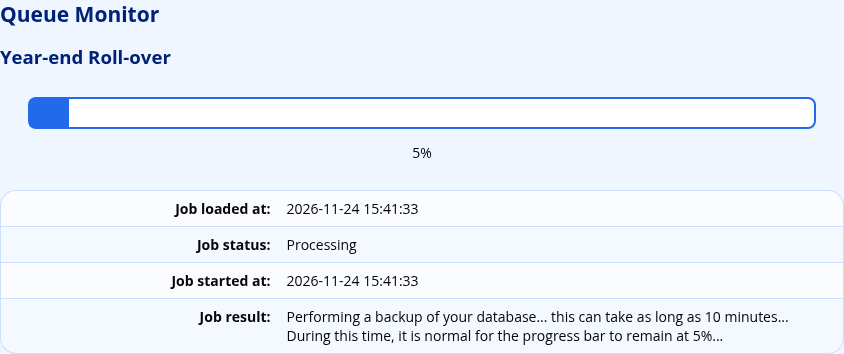 Queue Monitor
Year-end Roll-over
5%
Job loaded at: 2026-11-24 15:41:33
Job status: Processing
Job started at: 2026-11-24 15:41:33
Job result: Performing a backup of your database... this can take as long as 10 minutes...
During this time, it is normal for the progress bar to remain at 5%...